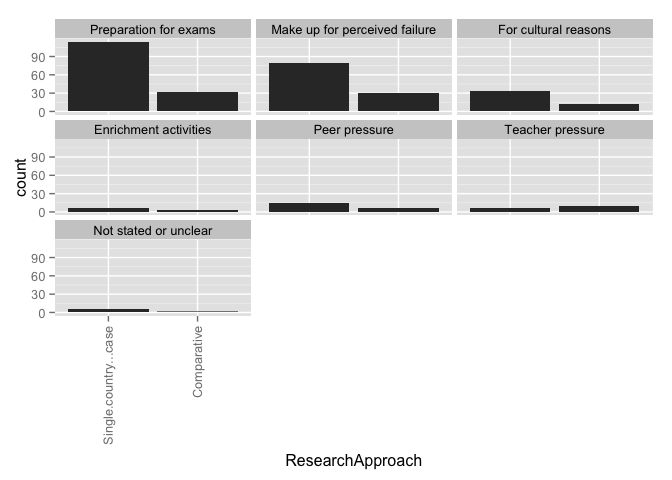 Preparation for exams
Make up for perceived failure
For cultural reasons
90
60
30
0
Enrichment activities
Peer pressure
Teacher pressure
90
60
30
0
count
Not stated or unclear
90
60
30
0
Single.country...case
Comparative
ResearchApproach